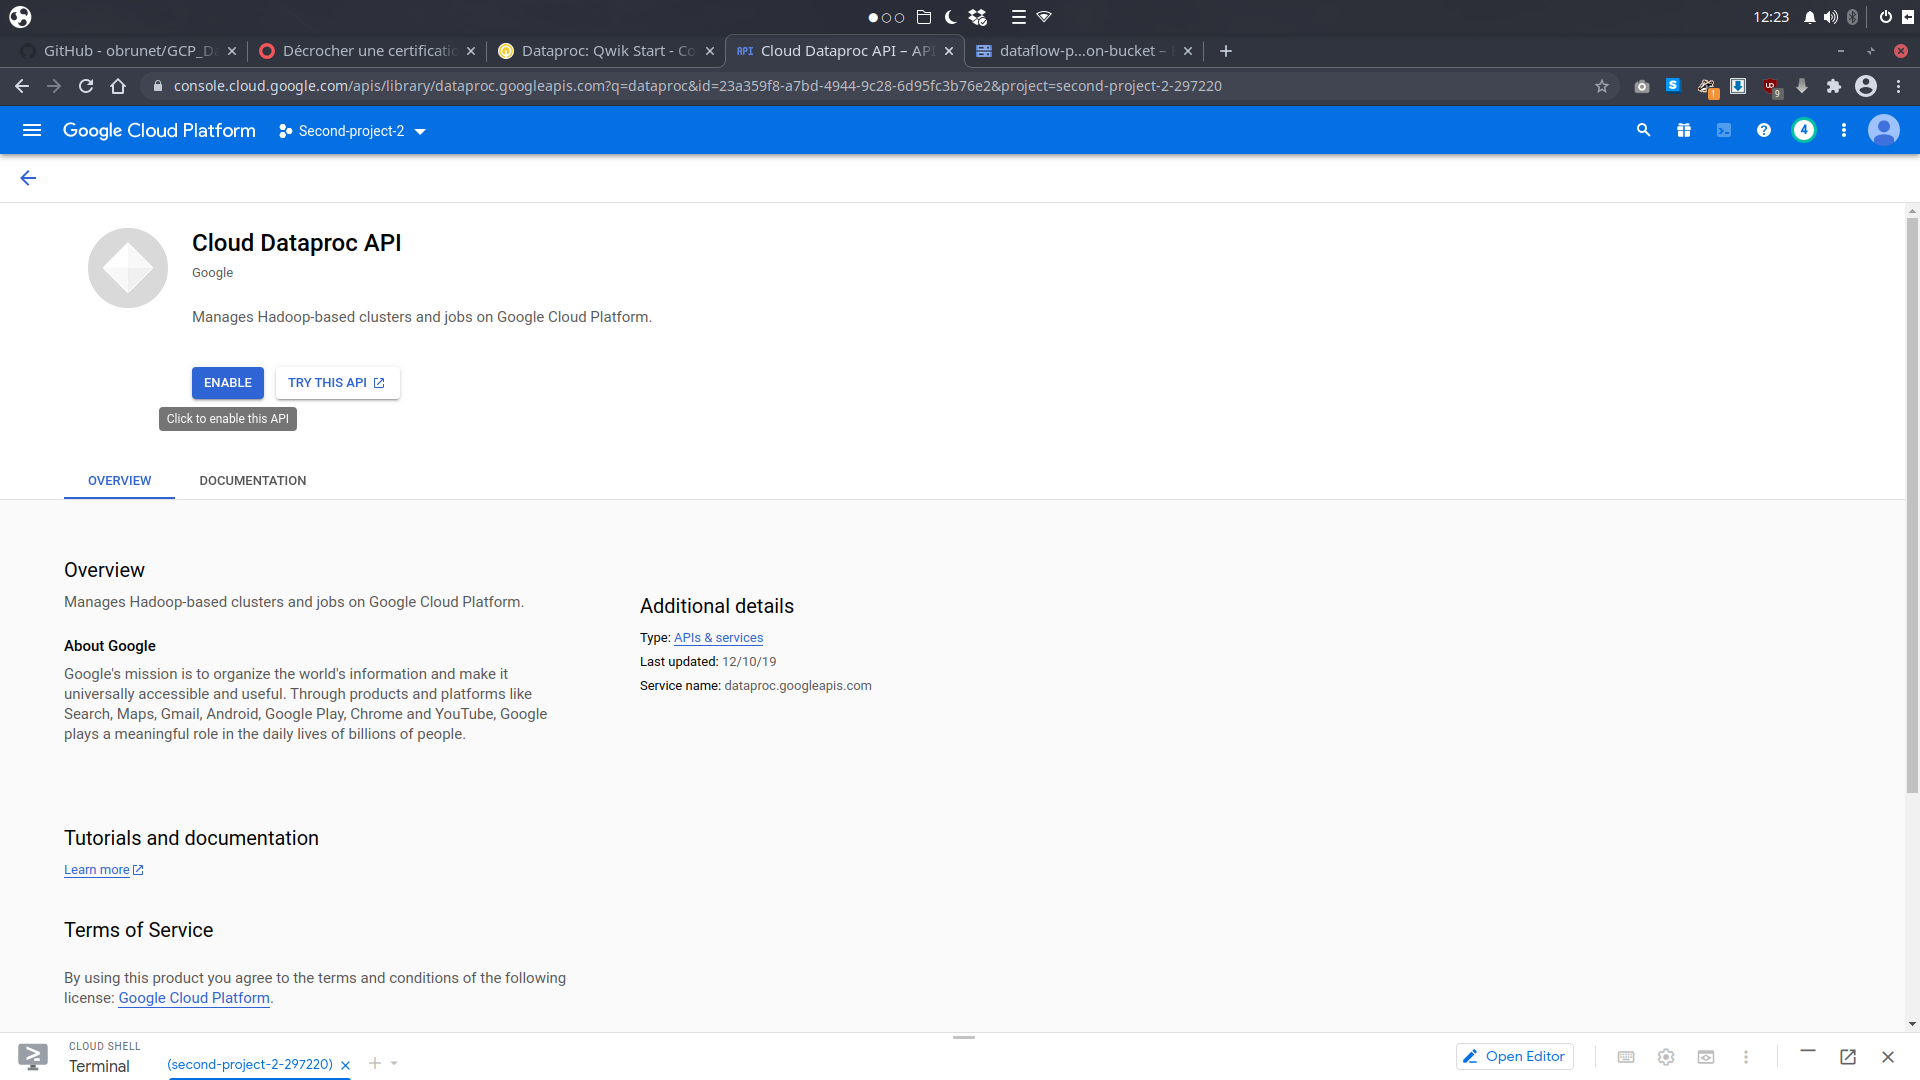 12:23
GitHub - obrunet/GCP_Da
Décrocher une certificatio
Dataproc: Qwik Start - Co
API Cloud Dataproc API – API
dataflow-p...on-bucket –
console.cloud.google.com/apis/library/dataproc.googleapis.com?q=dataproc&id=23a359f8-a7bd-4944-9c28-6d95fc3b76e2&project=second-project-2-297220
S
1
9
Google Cloud Platform
Second-project-2
4
Cloud Dataproc API
Google
Manages Hadoop-based clusters and jobs on Google Cloud Platform.
ENABLE
TRY THIS API
Click to enable this API
OVERVIEW
DOCUMENTATION
Overview
Manages Hadoop-based clusters and jobs on Google Cloud Platform.
About Google
Google's mission is to organize the world's information and make it
universally accessible and useful. Through products and platforms like
Search, Maps, Gmail, Android, Google Play, Chrome and YouTube, Google
plays a meaningful role in the daily lives of billions of people.
Additional details
Type: APIs & services
Last updated: 12/10/19
Service name: dataproc.googleapis.com
Tutorials and documentation
Learn more
Terms of Service
By using this product you agree to the terms and conditions of the following
license: Google Cloud Platform.
CLOUD SHELL
Terminal
(second-project-2-297220)
Open Editor